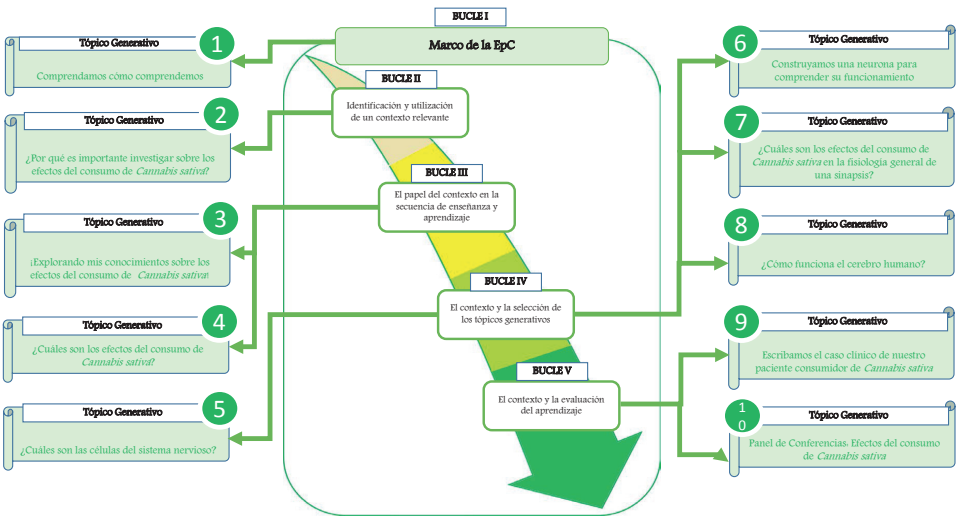 BUCLE I
Marco de la EpC
BUCLE II
Identificación y utilización
de un contexto relevante
BUCLE III
El papel del contexto en la
secuencia de enseñanza y
aprendizaje
BUCLE IV
El contexto y la selección de
los tópicos generativos
BUCLE V
El contexto y la evaluación
del aprendizaje
Tópico Generativo
1
Comprendamos cómo comprendemos
Tópico Generativo
2
¿Por qué es importante investigar sobre los
efectos del consumo de Cannabis sativa?
Tópico Generativo
3
¡Explorando mis conocimientos sobre los
efectos del consumo de Cannabis sativa!
Tópico Generativo
4
¿Cuáles son los efectos del consumo de
Cannabis sativa?
Tópico Generativo
5
¿Cuáles son las células del sistema nervioso?
6
Tópico Generativo
Construyamos una neurona para
comprender su funcionamiento
7
Tópico Generativo
¿Cuáles son los efectos del consumo de
Cannabis sativa en la fisiología general de
una sinapsis?
8
Tópico Generativo
¿Cómo funciona el cerebro humano?
9
Tópico Generativo
Escribamos el caso clínico de nuestro
paciente consumidor de Cannabis sativa
1
0
Tópico Generativo
Panel de Conferencias: Efectos del consumo
de Cannabis sativa